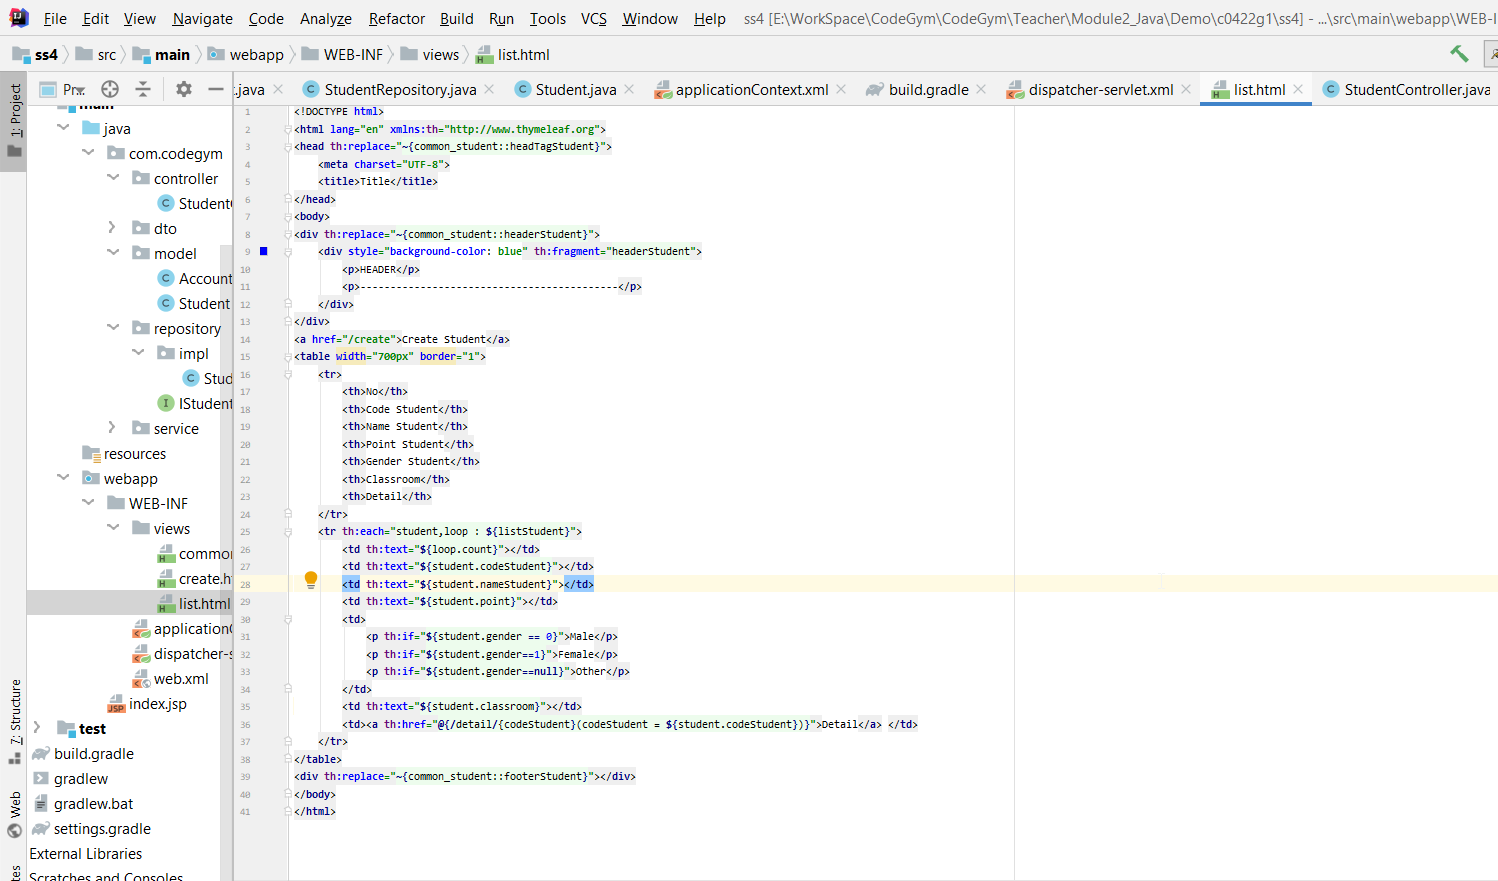 File Edit View Navigate Code Analyze Refactor Build Run Tools VCS Window Help ss4 [E:\WorkSpace\CodeGym\CodeGym\Teacher\Module2_Java\Demo\c0422g1\ss4] - ...\src\main\webapp\WEB-I
ss4 src main webapp WEB-INF views list.html
1: Project
7: Structure
Web
Pr...
main
java
com.codegym
controller
Student
dto
model
Account
Student
repository
impl
Stud
IStudent
service
resources
webapp
WEB-INF
views
common
create.h
list.html
application
dispatcher-s
web.xml
index.jsp
test
build.gradle
gradlew
gradlew.bat
settings.gradle
External Libraries
Scratches and Consoles
.java StudentRepository.java Student.java applicationContext.xml build.gradle dispatcher-servlet.xml list.html StudentController.java
1 <!DOCTYPE html>
2 <html lang="en" xmlns:th="http://www.thymeleaf.org">
3 <head th:replace="~{common_student::headTagStudent}">
4 <meta charset="UTF-8">
5 <title>Title</title>
6 </head>
7 <body>
8 <div th:replace="~{common_student::headerStudent}">
9 <div style="background-color: blue" th:fragment="headerStudent">
10 <p>HEADER</p>
11 <p>-------------------------------------------</p>
12 </div>
13 </div>
14 <a href="/create">Create Student</a>
15 <table width="700px" border="1">
16 <tr>
17 <th>No</th>
18 <th>Code Student</th>
19 <th>Name Student</th>
20 <th>Point Student</th>
21 <th>Gender Student</th>
22 <th>Classroom</th>
23 <th>Detail</th>
24 </tr>
25 <tr th:each="student,loop : ${listStudent}">
26 <td th:text="${loop.count}"></td>
27 <td th:text="${student.codeStudent}"></td>
28 <td th:text="${student.nameStudent}"></td>
29 <td th:text="${student.point}"></td>
30 <td>
31 <p th:if="${student.gender == 0}">Male</p>
32 <p th:if="${student.gender==1}">Female</p>
33 <p th:if="${student.gender==null}">Other</p>
34 </td>
35 <td th:text="${student.classroom}"></td>
36 <td><a th:href="@{/detail/{codeStudent}(codeStudent = ${student.codeStudent})}">Detail</a> </td>
37 </tr>
38 </table>
39 <div th:replace="~{common_student::footerStudent}"></div>
40 </body>
41 </html>